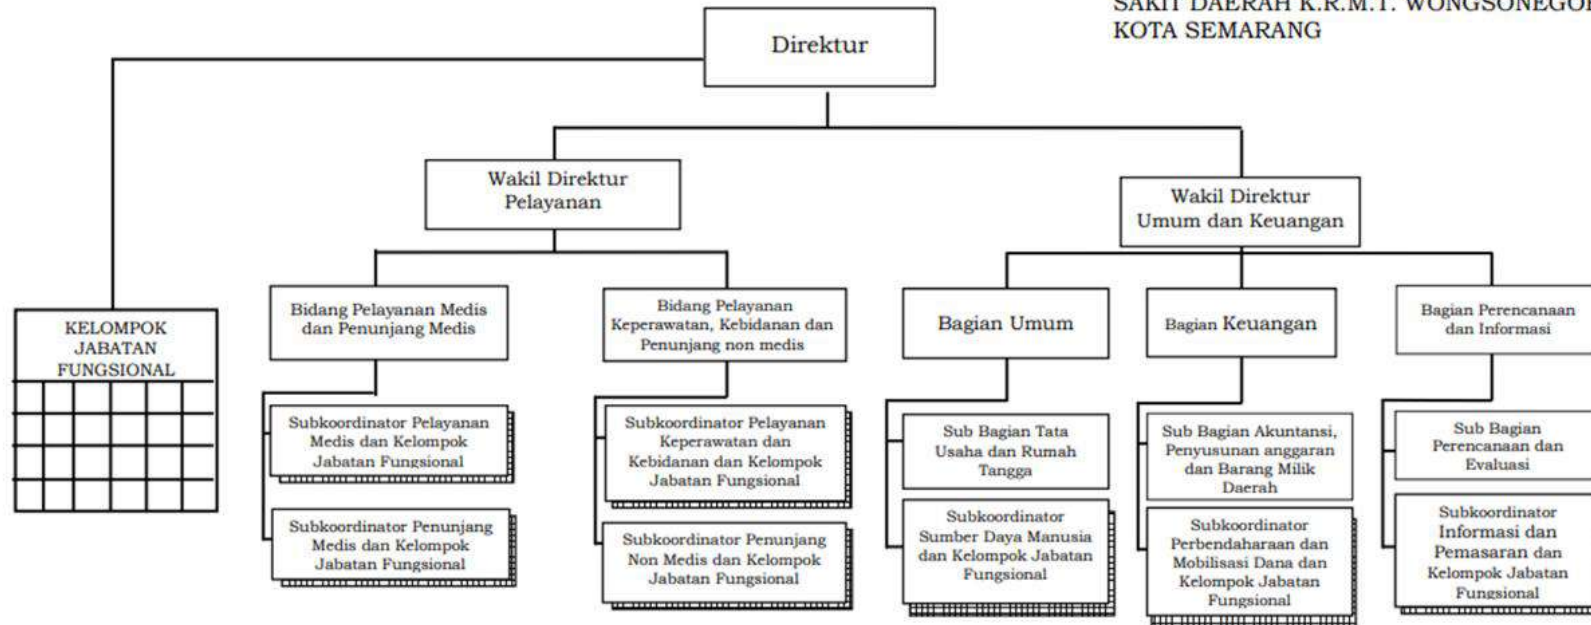 SAKIT DAERAH K.R.M.T.
KOTA SEMARANG
Direktur
Wakil Direktur
Pelayanan
Wakil Direktur
Umum dan Keuangan
KELOMPOK
JABATAN
FUNGSIONAL
Bidang Pelayanan Medis
dan Penunjang Medis
Bidang Pelayanan
Keperawatan, Kebidanan dan
Penunjang non medis
Bagian Umum
Bagian Keuangan
Bagian Perencanaan
dan Informasi
Subkoordinator Pelayanan
Medis dan Kelompok
Jabatan Fungsional
Subkoordinator Pelayanan
Keperawatan dan
Kebidanan dan Kelompok
Jabatan Fungsional
Sub Bagian Tata
Usaha dan Rumah
Tangga
Sub Bagian Akuntansi,
Penyusunan anggaran
dan Barang Milik
Daerah
Sub Bagian
Perencanaan dan
Evaluasi
Subkoordinator Penunjang
Medis dan Kelompok
Jabatan Fungsional
Subkoordinator Penunjang
Non Medis dan Kelompok
Jabatan Fungsional
Subkoordinator
Sumber Daya Manusia
dan Kelompok Jabatan
Fungsional
Subkoordinator
Perbendaharaan dan
Mobilisasi Dana dan
Kelompok Jabatan
Fungsional
Subkoordinator
Informasi dan
Pemasaran dan
Kelompok Jabatan
Fungsional